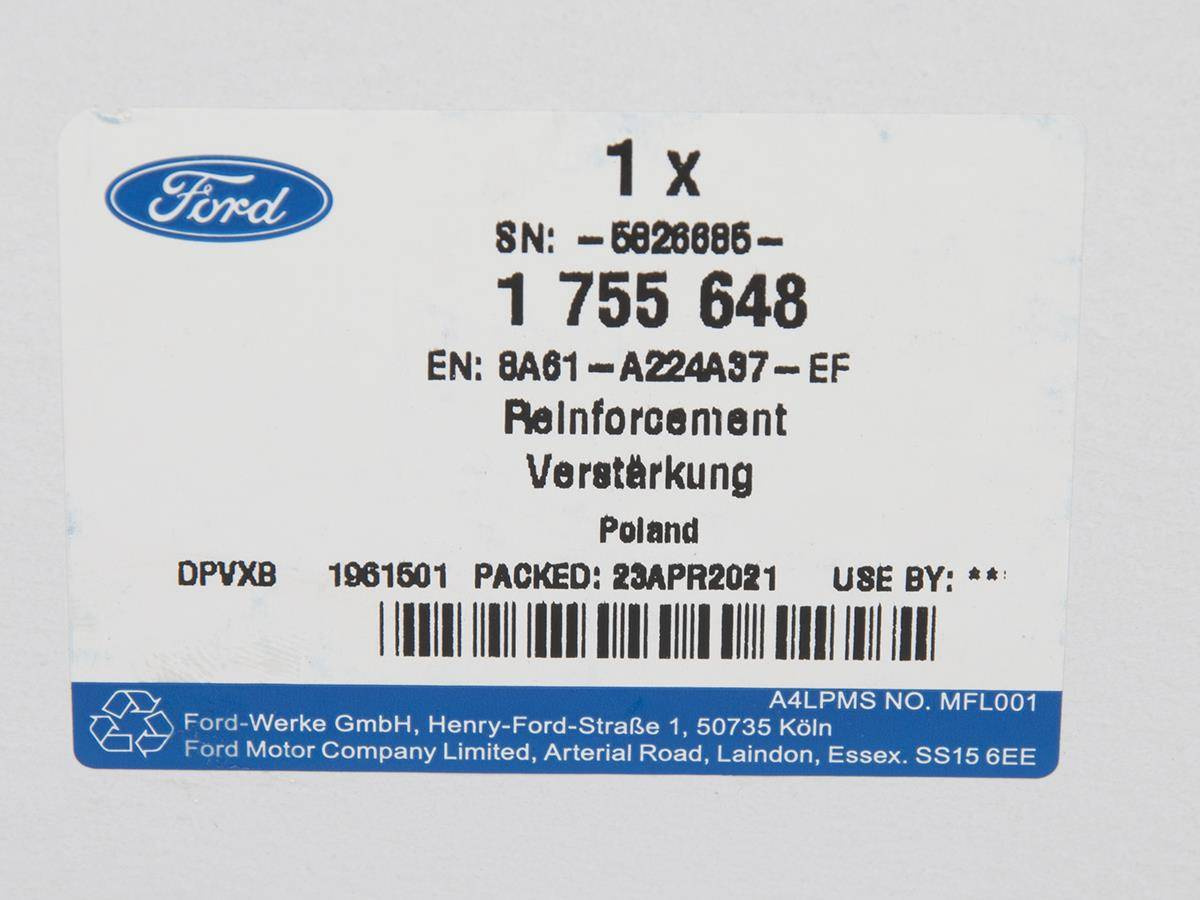 Ford
1 x
SN: -5826685-
1 755 648
EN: 8A61-A224A37-EF
Reinforcement
Verstärkung
Poland
DPVXB 1961501 PACKED: 23APR2021 USE BY: **
A4LPMS NO. MFL001
Ford-Werke GmbH, Henry-Ford-Straße 1, 50735 Köln
Ford Motor Company Limited, Arterial Road, Laindon, Essex. SS15 6EE